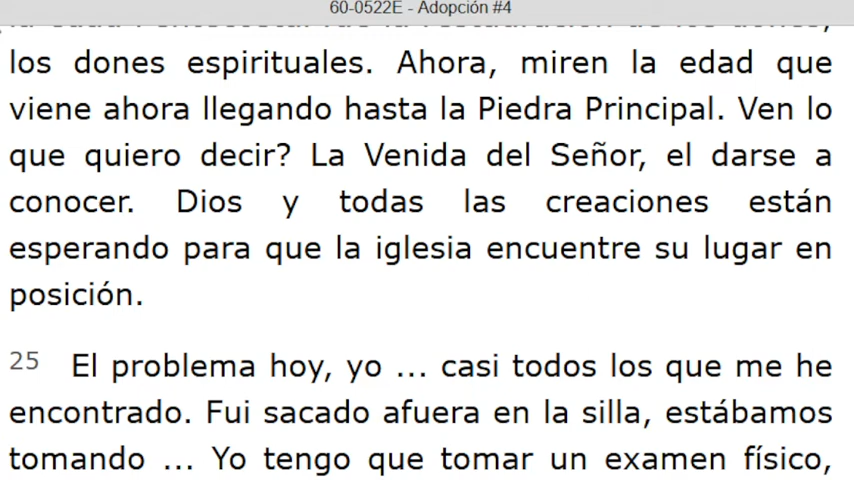 60-0522E - Adopción #4
los dones espirituales. Ahora, miren la edad que
viene ahora llegando hasta la Piedra Principal. Ven lo
que quiero decir? La Venida del Señor, el darse a
conocer. Dios y todas las creaciones están
esperando para que la iglesia encuentre su lugar en
posición.
25 El problema hoy, yo ... casi todos los que me he
encontrado. Fui sacado afuera en la silla, estábamos
tomando ... Yo tengo que tomar un examen físico,